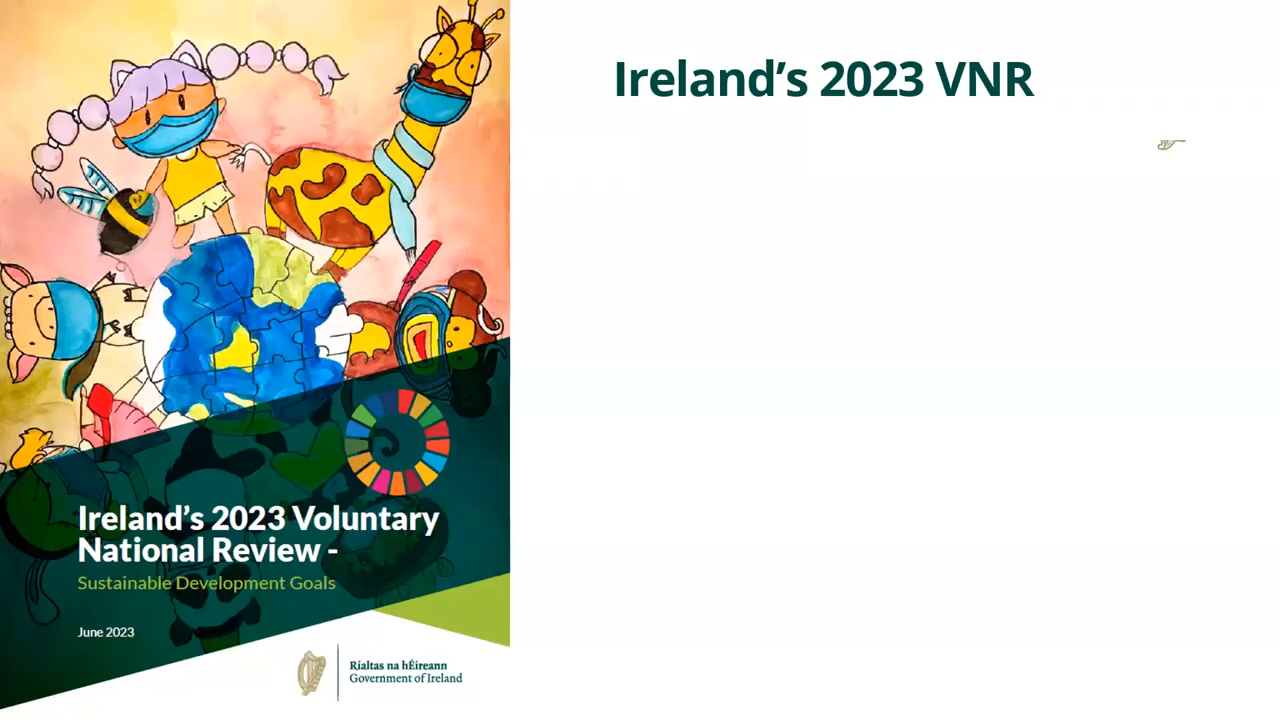 Ireland’s 2023 VNR
Ireland’s 2023 Voluntary
National Review -
Sustainable Development Goals
June 2023
Rialtas na hÉireann
Government of Ireland